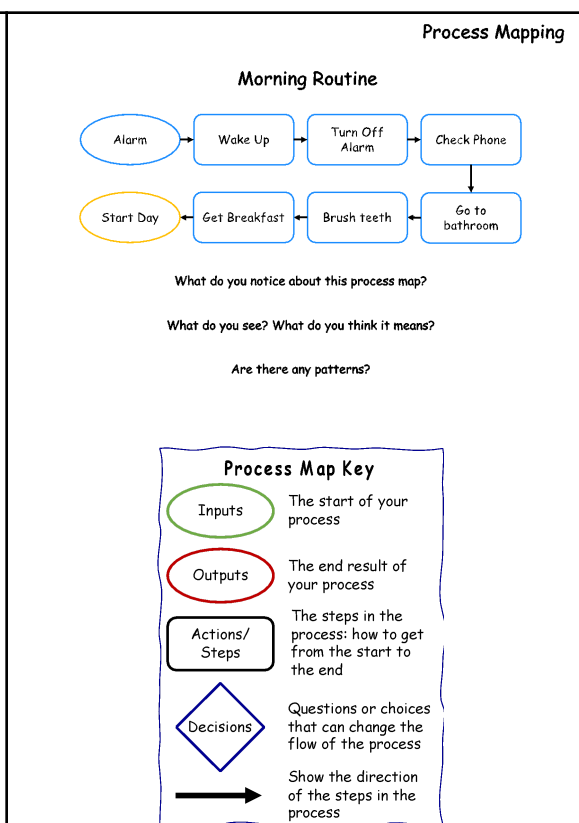 Process Mapping
Morning Routine
Alarm
Wake Up
Turn Off
Alarm
Check Phone
Start Day
Get Breakfast
Brush teeth
Go to
bathroom
What do you notice about this process map?
What do you see? What do you think it means?
Are there any patterns?
Process Map Key
Inputs
The start of your
process
Outputs
The end result of
your process
Actions/
Steps
The steps in the
process: how to get
from the start to
the end
Decisions
Questions or choices
that can change the
flow of the process
Show the direction
of the steps in the
process